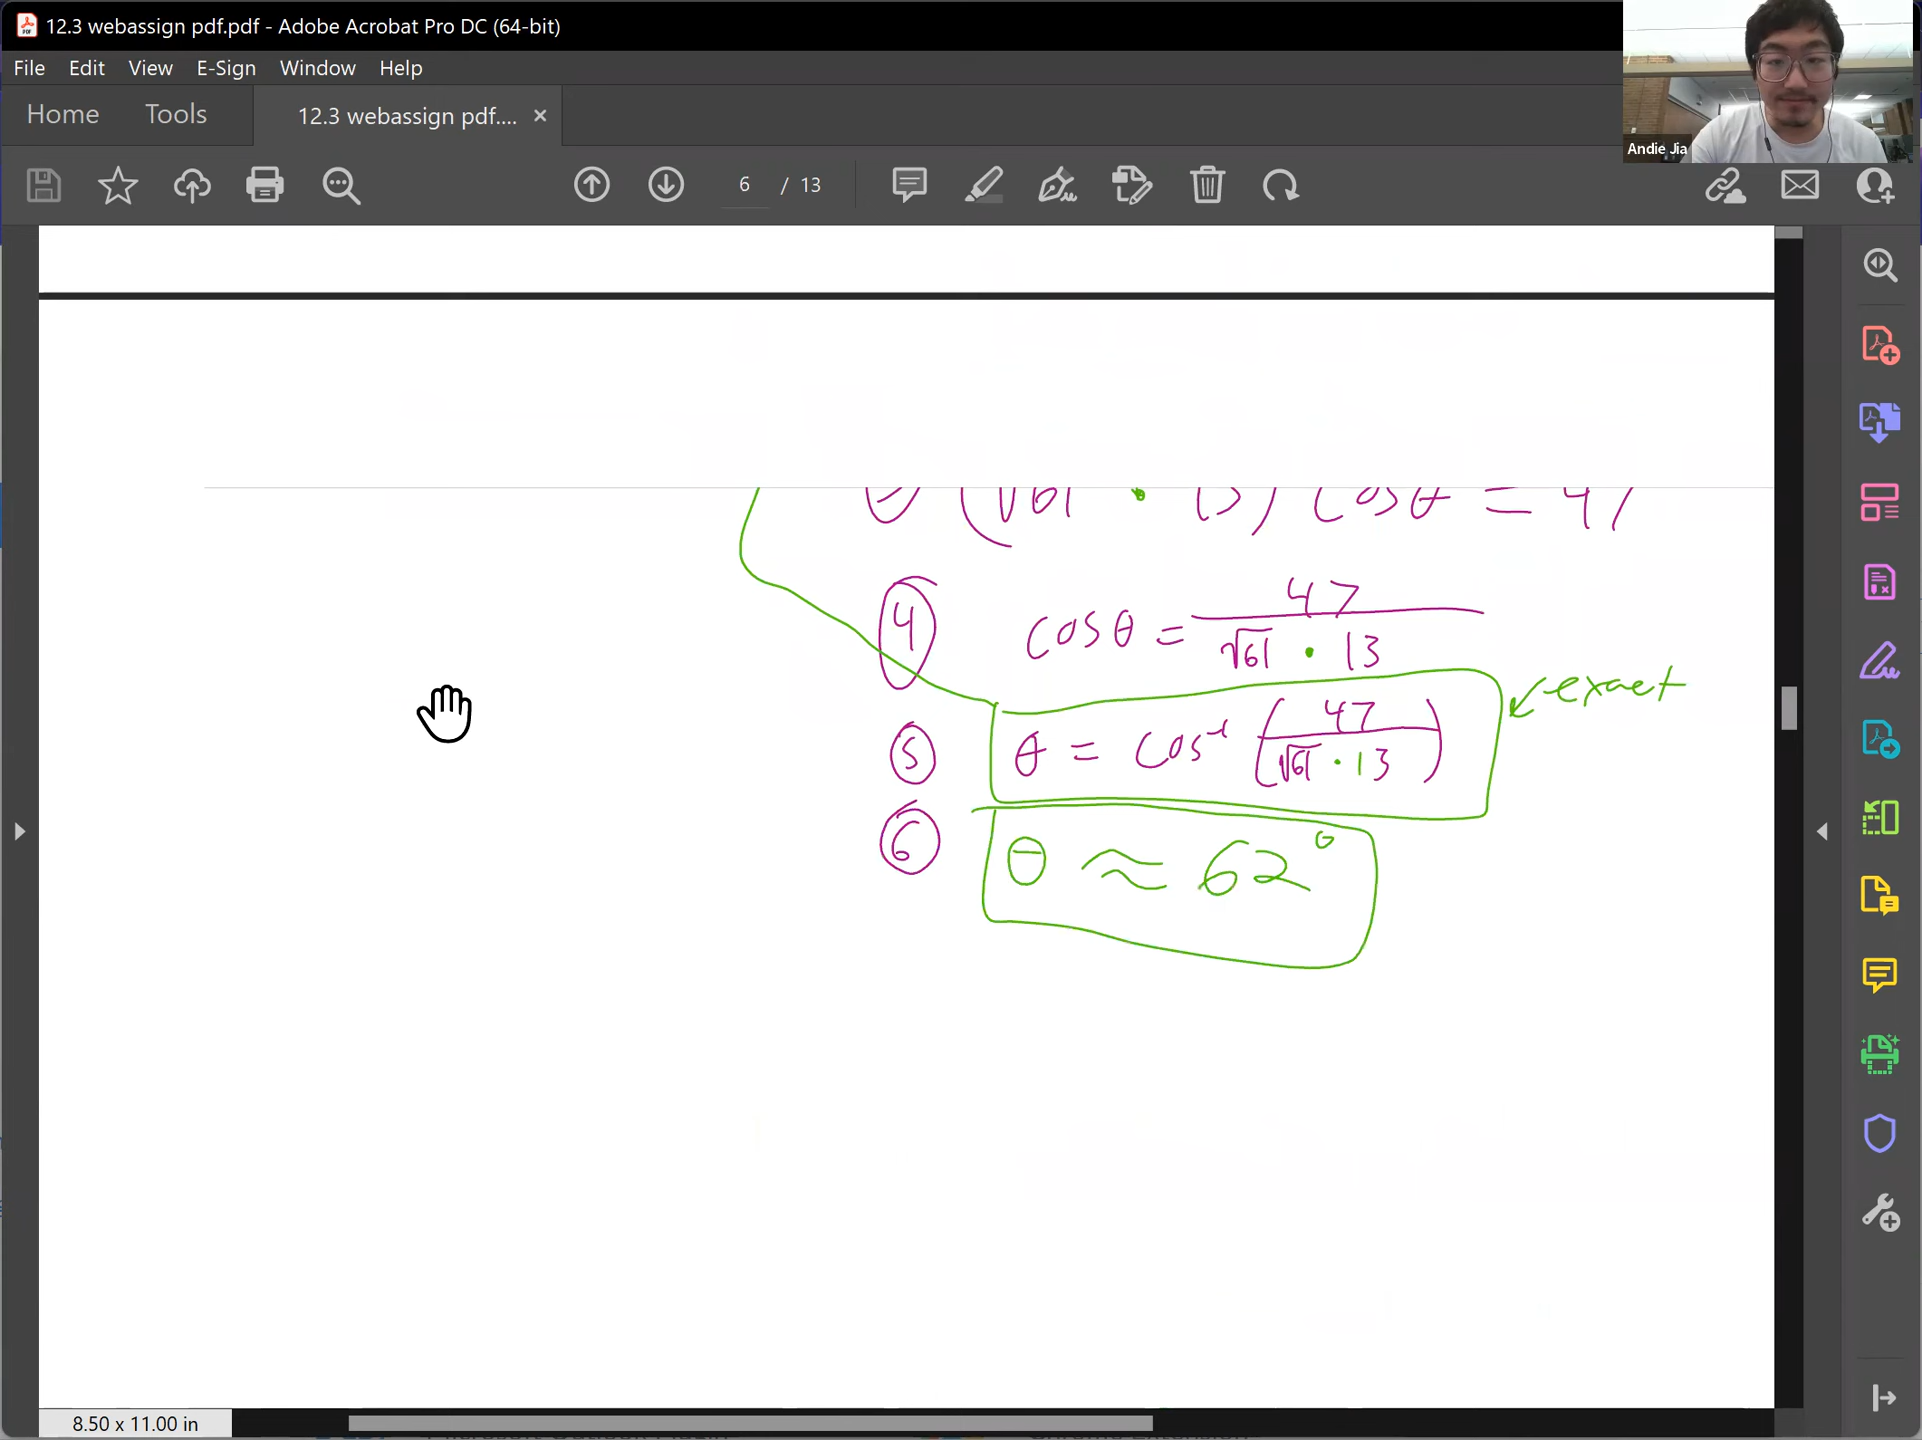 12.3 webassign pdf.pdf - Adobe Acrobat Pro DC (64-bit)
File Edit View E-Sign Window Help
Home Tools 12.3 webassign pdf.... ×
Andie Jia
6 / 13
(√61 · 13) cosθ = 47
4 cosθ = 47 / √61 · 13
exact
5 θ = cos⁻¹ (47 / √61 · 13)
6 θ ≈ 62°
8.50 x 11.00 in